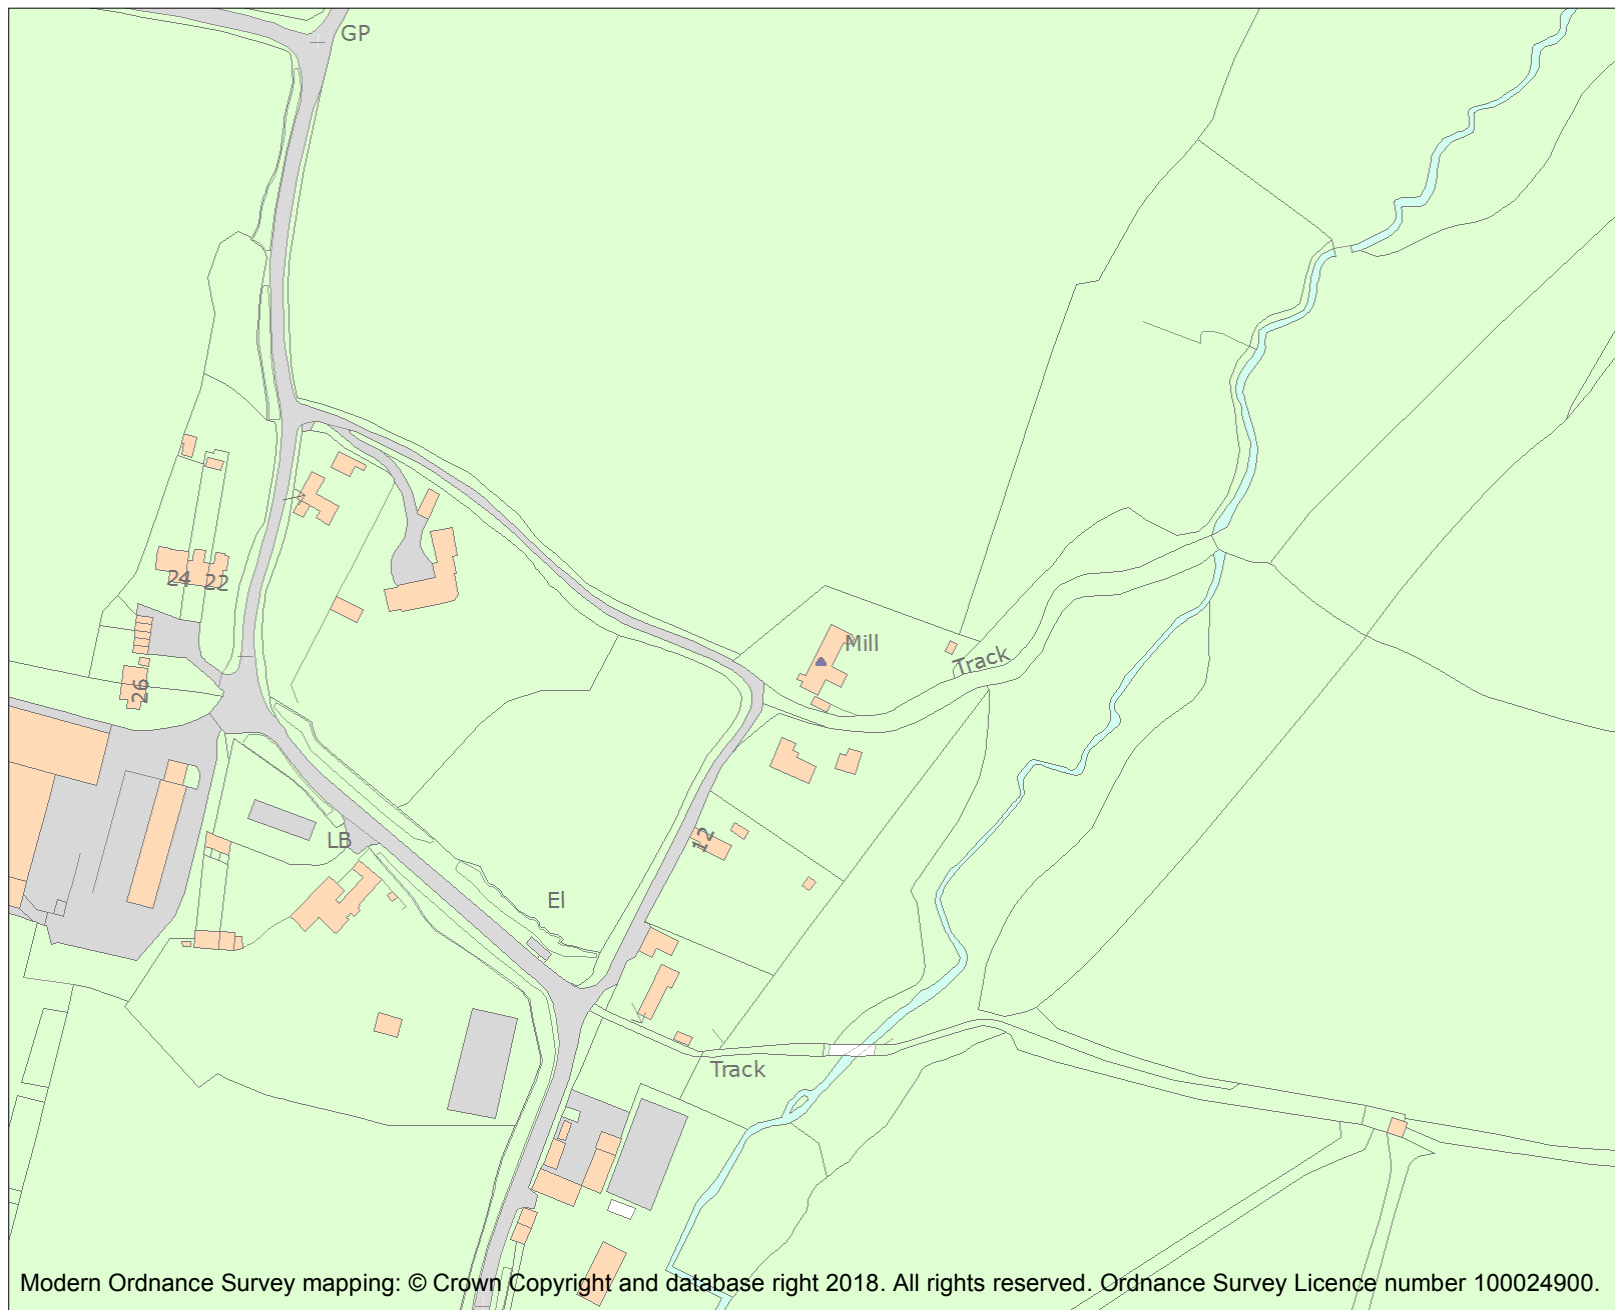 GP
24 22
Mill
Track
26
12
LB
El
Track
Modern Ordnance Survey mapping: © Crown Copyright and database right 2018. All rights reserved. Ordnance Survey Licence number 100024900.